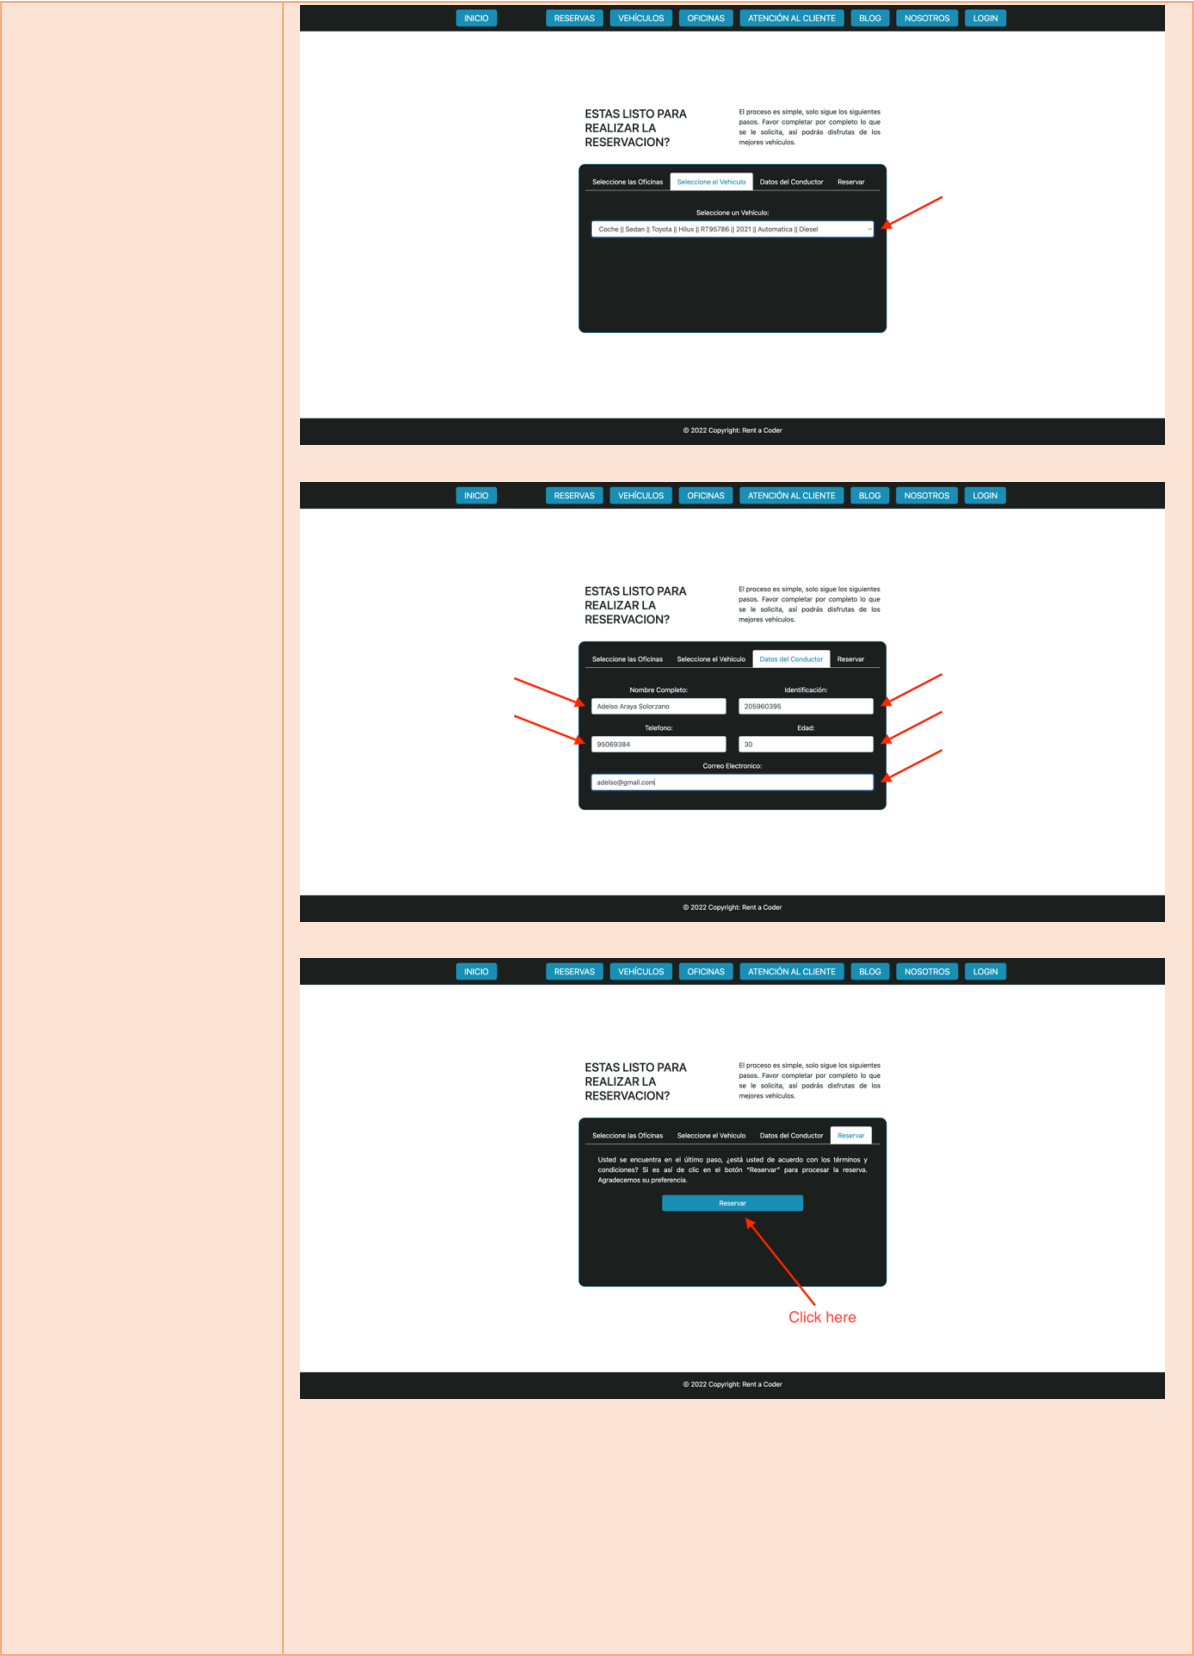 INICIO RESERVAS VEHÍCULOS OFICINAS ATENCIÓN AL CLIENTE BLOG NOSOTROS LOGIN
ESTAS LISTO PARA
REALIZAR LA
RESERVACION?
El proceso es simple, solo sigue los siguientes
pasos. Favor completar por completo lo que
se le solicita, así podrás disfrutas de los
mejores vehículos.
Seleccione las Oficinas Seleccione el Vehículo Datos del Conductor Reservar
Seleccione un Vehículo:
Coche || Sedan || Toyota || Hilux || RT95786 || 2021 || Automatica || Diesel
© 2022 Copyright: Rent a Coder
INICIO RESERVAS VEHÍCULOS OFICINAS ATENCIÓN AL CLIENTE BLOG NOSOTROS LOGIN
ESTAS LISTO PARA
REALIZAR LA
RESERVACION?
El proceso es simple, solo sigue los siguientes
pasos. Favor completar por completo lo que
se le solicita, así podrás disfrutas de los
mejores vehículos.
Seleccione las Oficinas Seleccione el Vehículo Datos del Conductor Reservar
Nombre Completo: Identificación:
Adelso Araya Solorzano 205960395
Telefono: Edad:
95069384 30
Correo Electronico:
adelso@gmail.com
© 2022 Copyright: Rent a Coder
INICIO RESERVAS VEHÍCULOS OFICINAS ATENCIÓN AL CLIENTE BLOG NOSOTROS LOGIN
ESTAS LISTO PARA
REALIZAR LA
RESERVACION?
El proceso es simple, solo sigue los siguientes
pasos. Favor completar por completo lo que
se le solicita, así podrás disfrutas de los
mejores vehículos.
Seleccione las Oficinas Seleccione el Vehículo Datos del Conductor Reservar
Usted se encuentra en el último paso, ¿está usted de acuerdo con los términos y
condiciones? Si es así de clic en el botón "Reservar" para procesar la reserva.
Agradecemos su preferencia.
Reservar
Click here
© 2022 Copyright: Rent a Coder